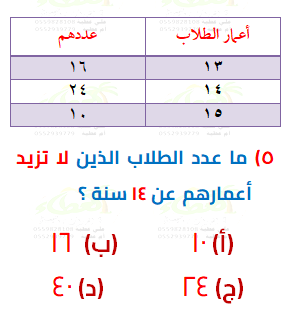 أعمار الطلاب عددهم
١٣ ١٦
١٤ ٢٤
١٥ ١٠
٥) ما عدد الطلاب الذين لا تزيد
أعمارهم عن ١٤ سنة ؟
(أ) ١٠ (ب) ١٦
(ج) ٢٤ (د) ٤٠